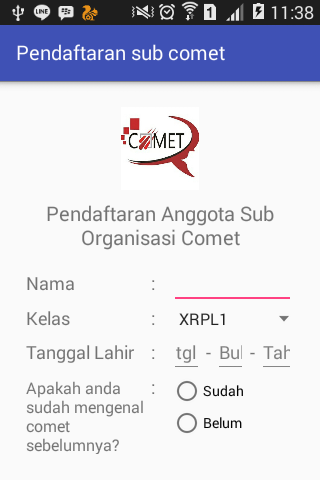 11:38
Pendaftaran sub comet
COMET
Pendaftaran Anggota Sub
Organisasi Comet
Nama :
Kelas : XRPL1
Tanggal Lahir : tgl - Bul - Tah
Apakah anda : Sudah
sudah mengenal
comet Belum
sebelumnya?